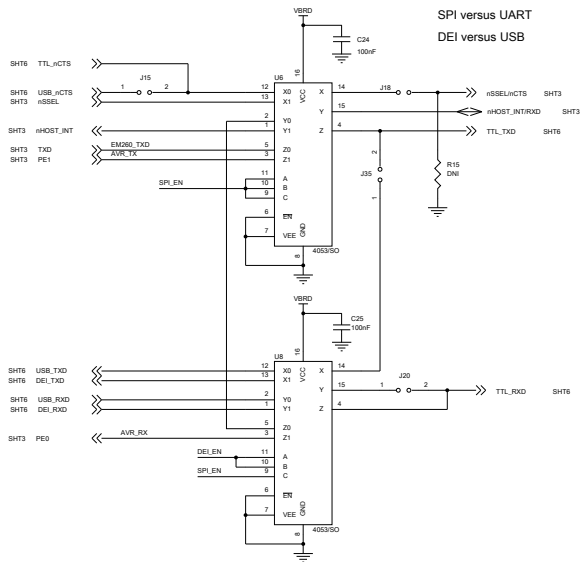 SPI versus UART
DEI versus USB
VBRD
C24
100nF
16
SHT6 TTL_nCTS
J15
U6
VCC
SHT6 USB_nCTS 1 2 12 X0 X 14 J18 nSSEL/nCTS SHT3
SHT3 nSSEL 13 X1
Y 15 nHOST_INT/RXD SHT3
2 Y0
SHT3 nHOST_INT 1 Y1 Z 4 TTL_TXD SHT6
SHT3 TXD EM260_TXD 5 Z0
SHT3 PE1 AVR_TX 3 Z1
2
J35
1
R15
DNI
11 A
SPI_EN 10 B
9 C
6 EN
7 VEE GND
8
4053/SO
VBRD
C25
100nF
16
U8
VCC
SHT6 USB_TXD 12 X0 X 14
SHT6 DEI_TXD 13 X1
J20
SHT6 USB_RXD 2 Y0 Y 15 1 2 TTL_RXD SHT6
SHT6 DEI_RXD 1 Y1 Z 4
5 Z0
SHT3 PE0 AVR_RX 3 Z1
DEI_EN 11 A
10 B
SPI_EN 9 C
6 EN
7 VEE GND
8
4053/SO